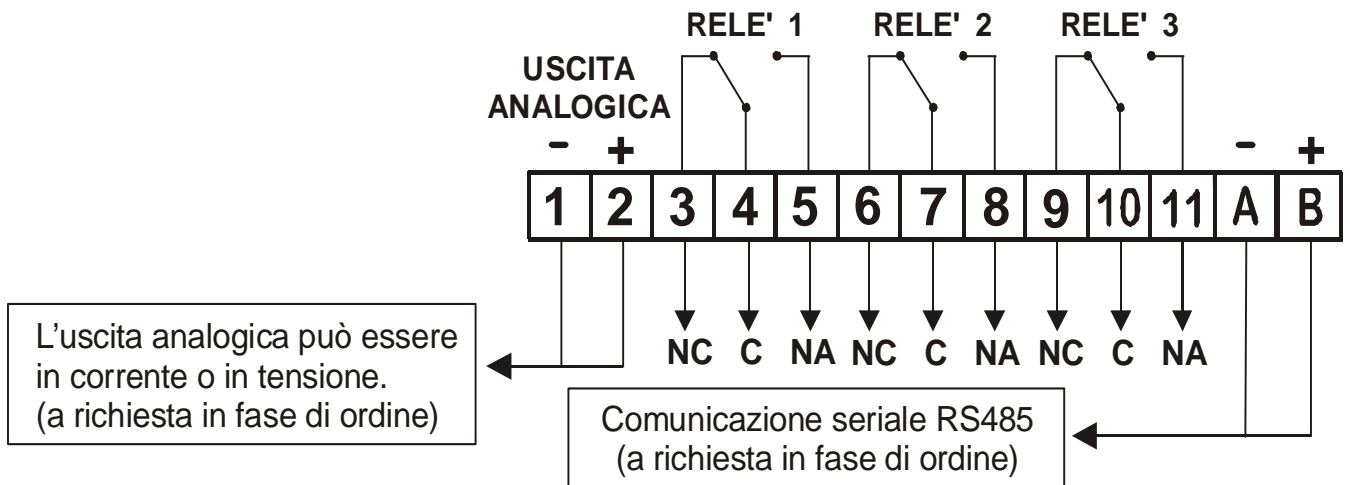 RELE' 1 RELE' 2 RELE' 3
USCITA
ANALOGICA
- + - +
1 2 3 4 5 6 7 8 9 10 11 A B
NC C NA NC C NA NC C NA
L'uscita analogica può essere
in corrente o in tensione.
(a richiesta in fase di ordine)
Comunicazione seriale RS485
(a richiesta in fase di ordine)